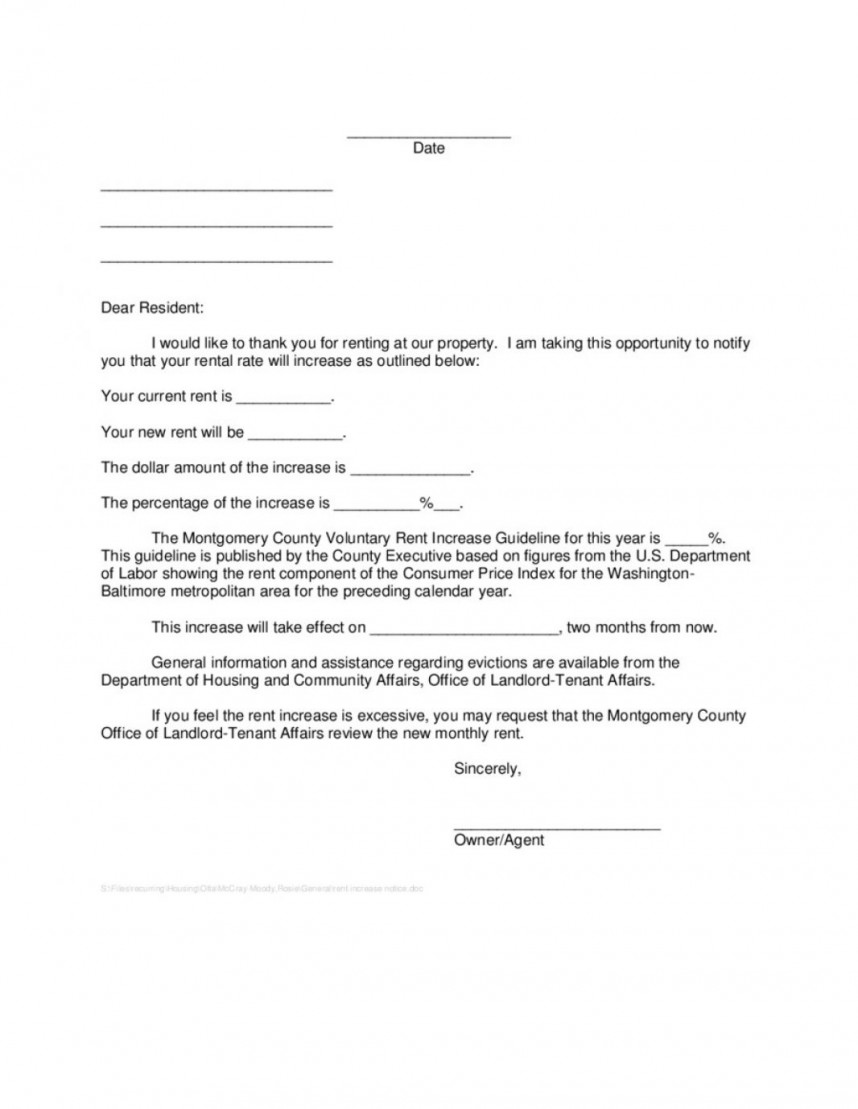 ___________________
Date
___________________________
___________________________
___________________________
Dear Resident:
I would like to thank you for renting at our property. I am taking this opportunity to notify
you that your rental rate will increase as outlined below:
Your current rent is ___________.
Your new rent will be ___________.
The dollar amount of the increase is ______________.
The percentage of the increase is __________%___.
The Montgomery County Voluntary Rent Increase Guideline for this year is _____%.
This guideline is published by the County Executive based on figures from the U.S. Department
of Labor showing the rent component of the Consumer Price Index for the Washington-
Baltimore metropolitan area for the preceding calendar year.
This increase will take effect on ______________________, two months from now.
General information and assistance regarding evictions are available from the
Department of Housing and Community Affairs, Office of Landlord-Tenant Affairs.
If you feel the rent increase is excessive, you may request that the Montgomery County
Office of Landlord-Tenant Affairs review the new monthly rent.
Sincerely,
________________________
Owner/Agent
rent increase notice.doc